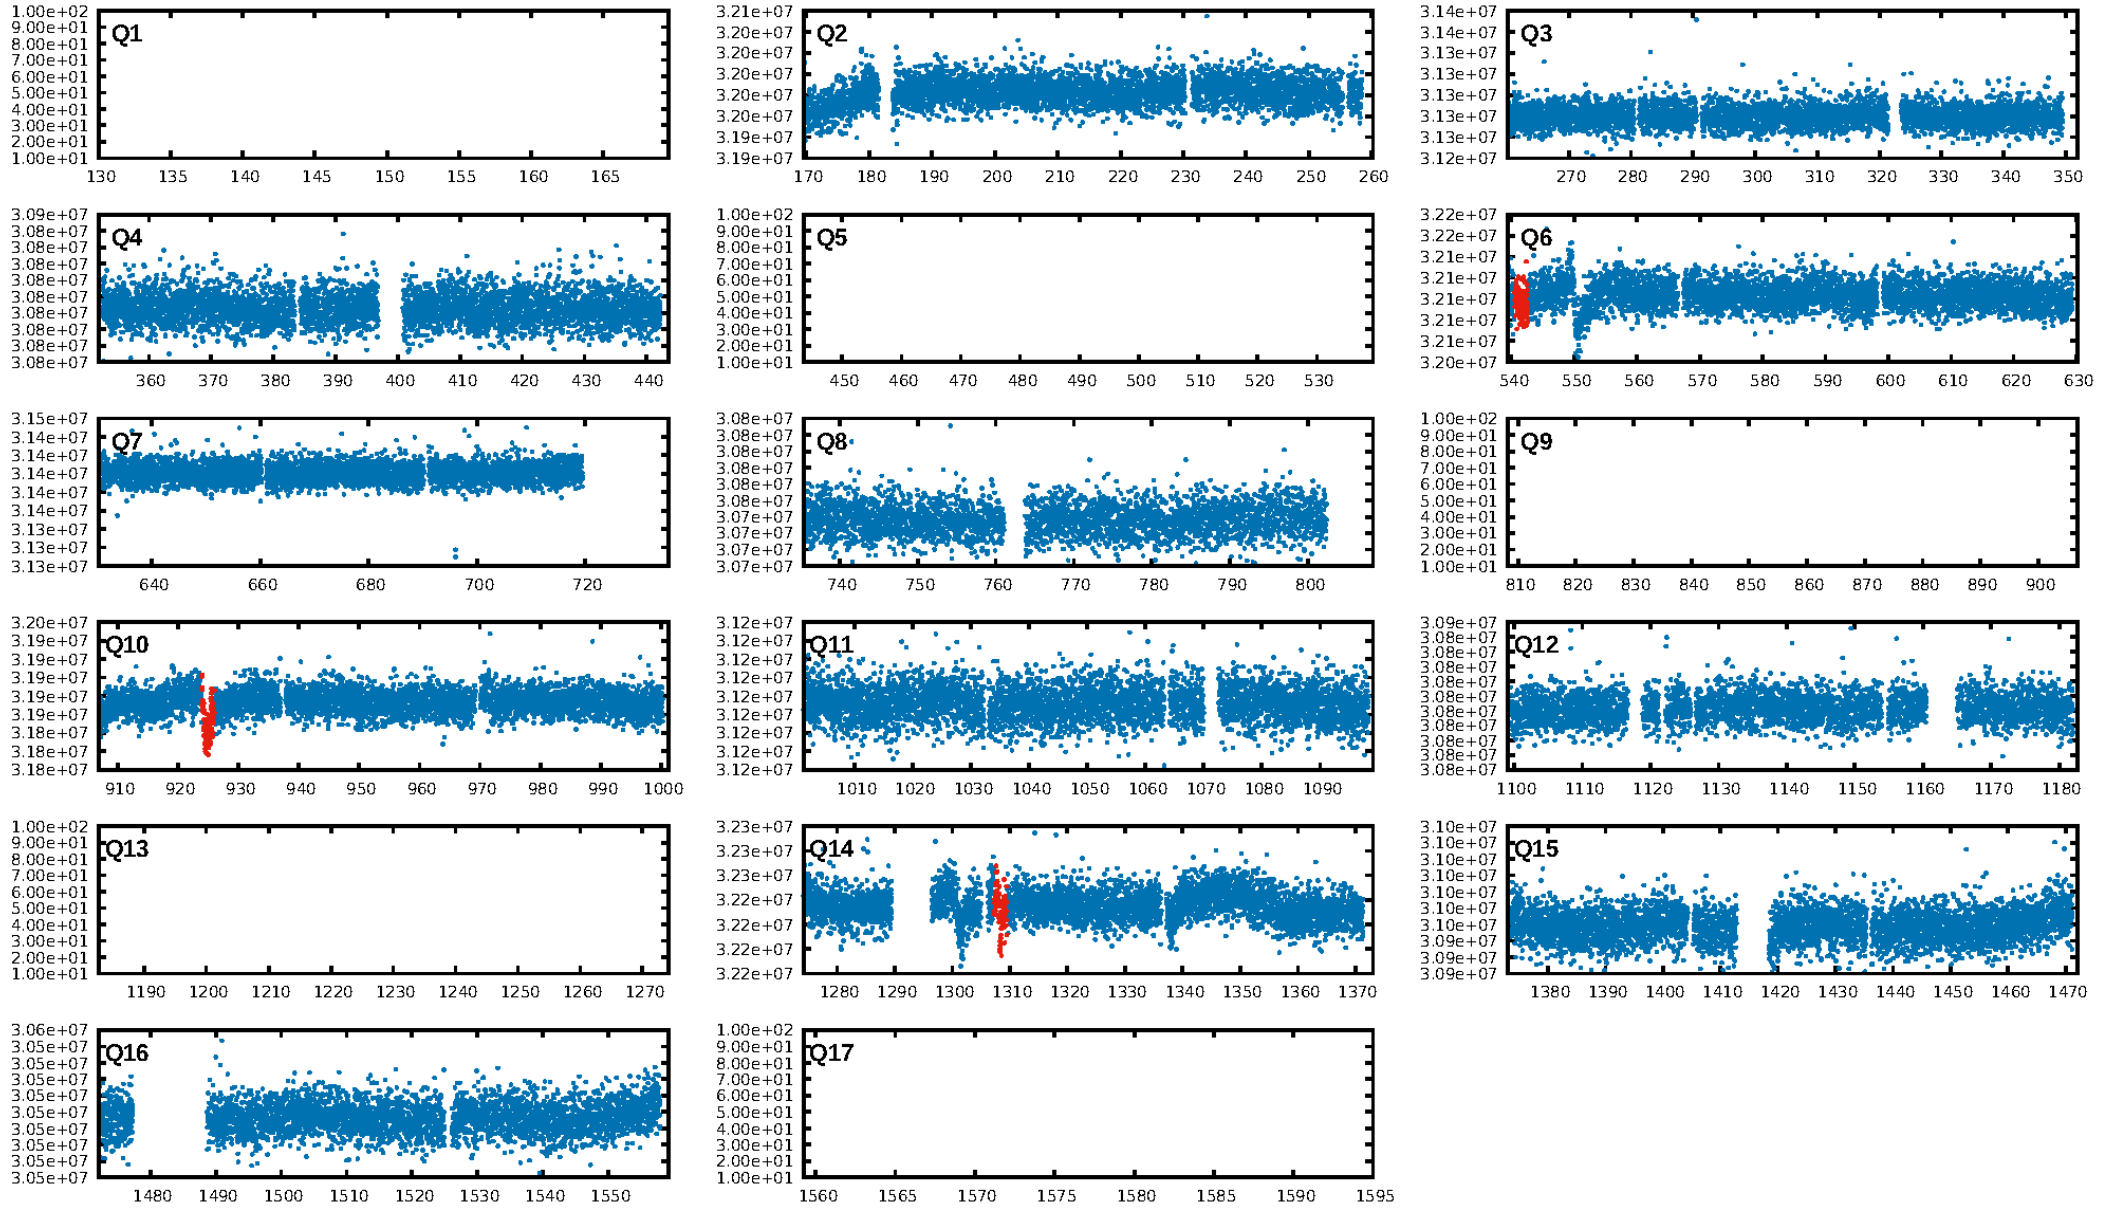 1.00e+02
9.00e+01
8.00e+01
7.00e+01
6.00e+01
5.00e+01
4.00e+01
3.00e+01
2.00e+01
1.00e+01
Q1
130 135 140 145 150 155 160 165
3.21e+07
3.20e+07
3.20e+07
3.20e+07
3.20e+07
3.20e+07
3.19e+07
3.19e+07
Q2
170 180 190 200 210 220 230 240 250 260
3.14e+07
3.14e+07
3.13e+07
3.13e+07
3.13e+07
3.13e+07
3.13e+07
3.12e+07
Q3
270 280 290 300 310 320 330 340 350
3.09e+07
3.08e+07
3.08e+07
3.08e+07
3.08e+07
3.08e+07
3.08e+07
3.08e+07
3.08e+07
3.08e+07
Q4
360 370 380 390 400 410 420 430 440
1.00e+02
9.00e+01
8.00e+01
7.00e+01
6.00e+01
5.00e+01
4.00e+01
3.00e+01
2.00e+01
1.00e+01
Q5
450 460 470 480 490 500 510 520 530
3.22e+07
3.22e+07
3.21e+07
3.21e+07
3.21e+07
3.21e+07
3.21e+07
3.20e+07
Q6
540 550 560 570 580 590 600 610 620 630
3.15e+07
3.14e+07
3.14e+07
3.14e+07
3.14e+07
3.14e+07
3.13e+07
3.13e+07
3.13e+07
Q7
640 660 680 700 720
3.08e+07
3.08e+07
3.08e+07
3.08e+07
3.08e+07
3.08e+07
3.07e+07
3.07e+07
3.07e+07
3.07e+07
Q8
740 750 760 770 780 790 800
1.00e+02
9.00e+01
8.00e+01
7.00e+01
6.00e+01
5.00e+01
4.00e+01
3.00e+01
2.00e+01
1.00e+01
Q9
810 820 830 840 850 860 870 880 890 900
3.20e+07
3.19e+07
3.19e+07
3.19e+07
3.19e+07
3.19e+07
3.18e+07
3.18e+07
3.18e+07
Q10
910 920 930 940 950 960 970 980 990 1000
3.12e+07
3.12e+07
3.12e+07
3.12e+07
3.12e+07
3.12e+07
3.12e+07
3.12e+07
3.12e+07
Q11
1010 1020 1030 1040 1050 1060 1070 1080 1090
3.09e+07
3.08e+07
3.08e+07
3.08e+07
3.08e+07
3.08e+07
3.08e+07
3.08e+07
3.08e+07
3.08e+07
3.08e+07
Q12
1100 1110 1120 1130 1140 1150 1160 1170 1180
1.00e+02
9.00e+01
8.00e+01
7.00e+01
6.00e+01
5.00e+01
4.00e+01
3.00e+01
2.00e+01
1.00e+01
Q13
1190 1200 1210 1220 1230 1240 1250 1260 1270
3.23e+07
3.23e+07
3.23e+07
3.22e+07
3.22e+07
3.22e+07
3.22e+07
Q14
1280 1290 1300 1310 1320 1330 1340 1350 1360 1370
3.10e+07
3.10e+07
3.10e+07
3.10e+07
3.10e+07
3.10e+07
3.10e+07
3.09e+07
3.09e+07
3.09e+07
Q15
1380 1390 1400 1410 1420 1430 1440 1450 1460 1470
3.06e+07
3.05e+07
3.05e+07
3.05e+07
3.05e+07
3.05e+07
3.05e+07
3.05e+07
3.05e+07
3.05e+07
Q16
1480 1490 1500 1510 1520 1530 1540 1550
1.00e+02
9.00e+01
8.00e+01
7.00e+01
6.00e+01
5.00e+01
4.00e+01
3.00e+01
2.00e+01
1.00e+01
Q17
1560 1565 1570 1575 1580 1585 1590 1595